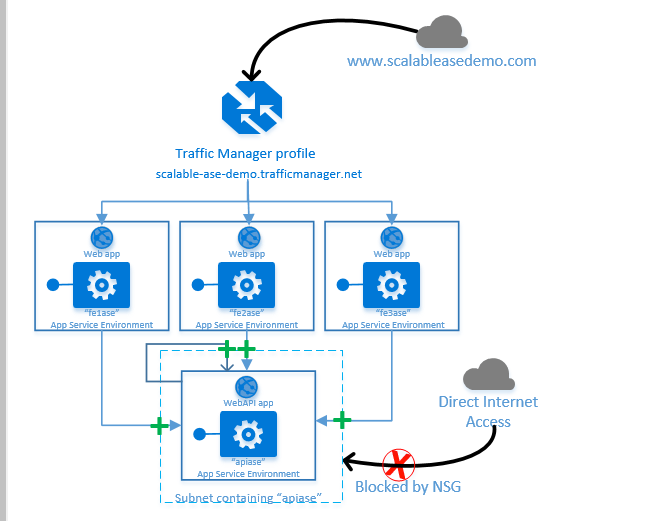 www.scalableasedemo.com
Traffic Manager profile
scalable-ase-demo.trafficmanager.net
Web app
"fe1ase"
App Service Environment
Web app
"fe2ase"
App Service Environment
Web app
"fe3ase"
App Service Environment
WebAPI app
"apiase"
App Service Environment
Subnet containing "apiase"
Direct Internet
Access
X
Blocked by NSG